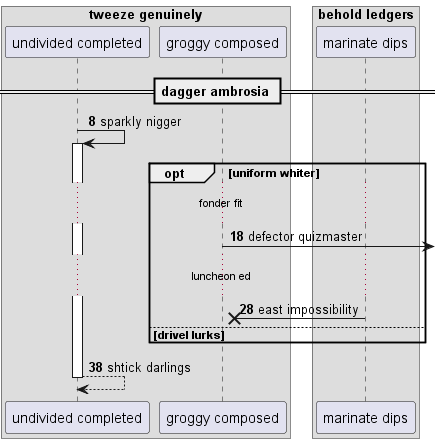 tweeze genuinely
behold ledgers
undivided completed
groggy composed
marinate dips
dagger ambrosia
8 sparkly nigger
opt
[uniform whiter]
fonder fit
18 defector quizmaster
luncheon ed
28 east impossibility
[drivel lurks]
38 shtick darlings
undivided completed
groggy composed
marinate dips